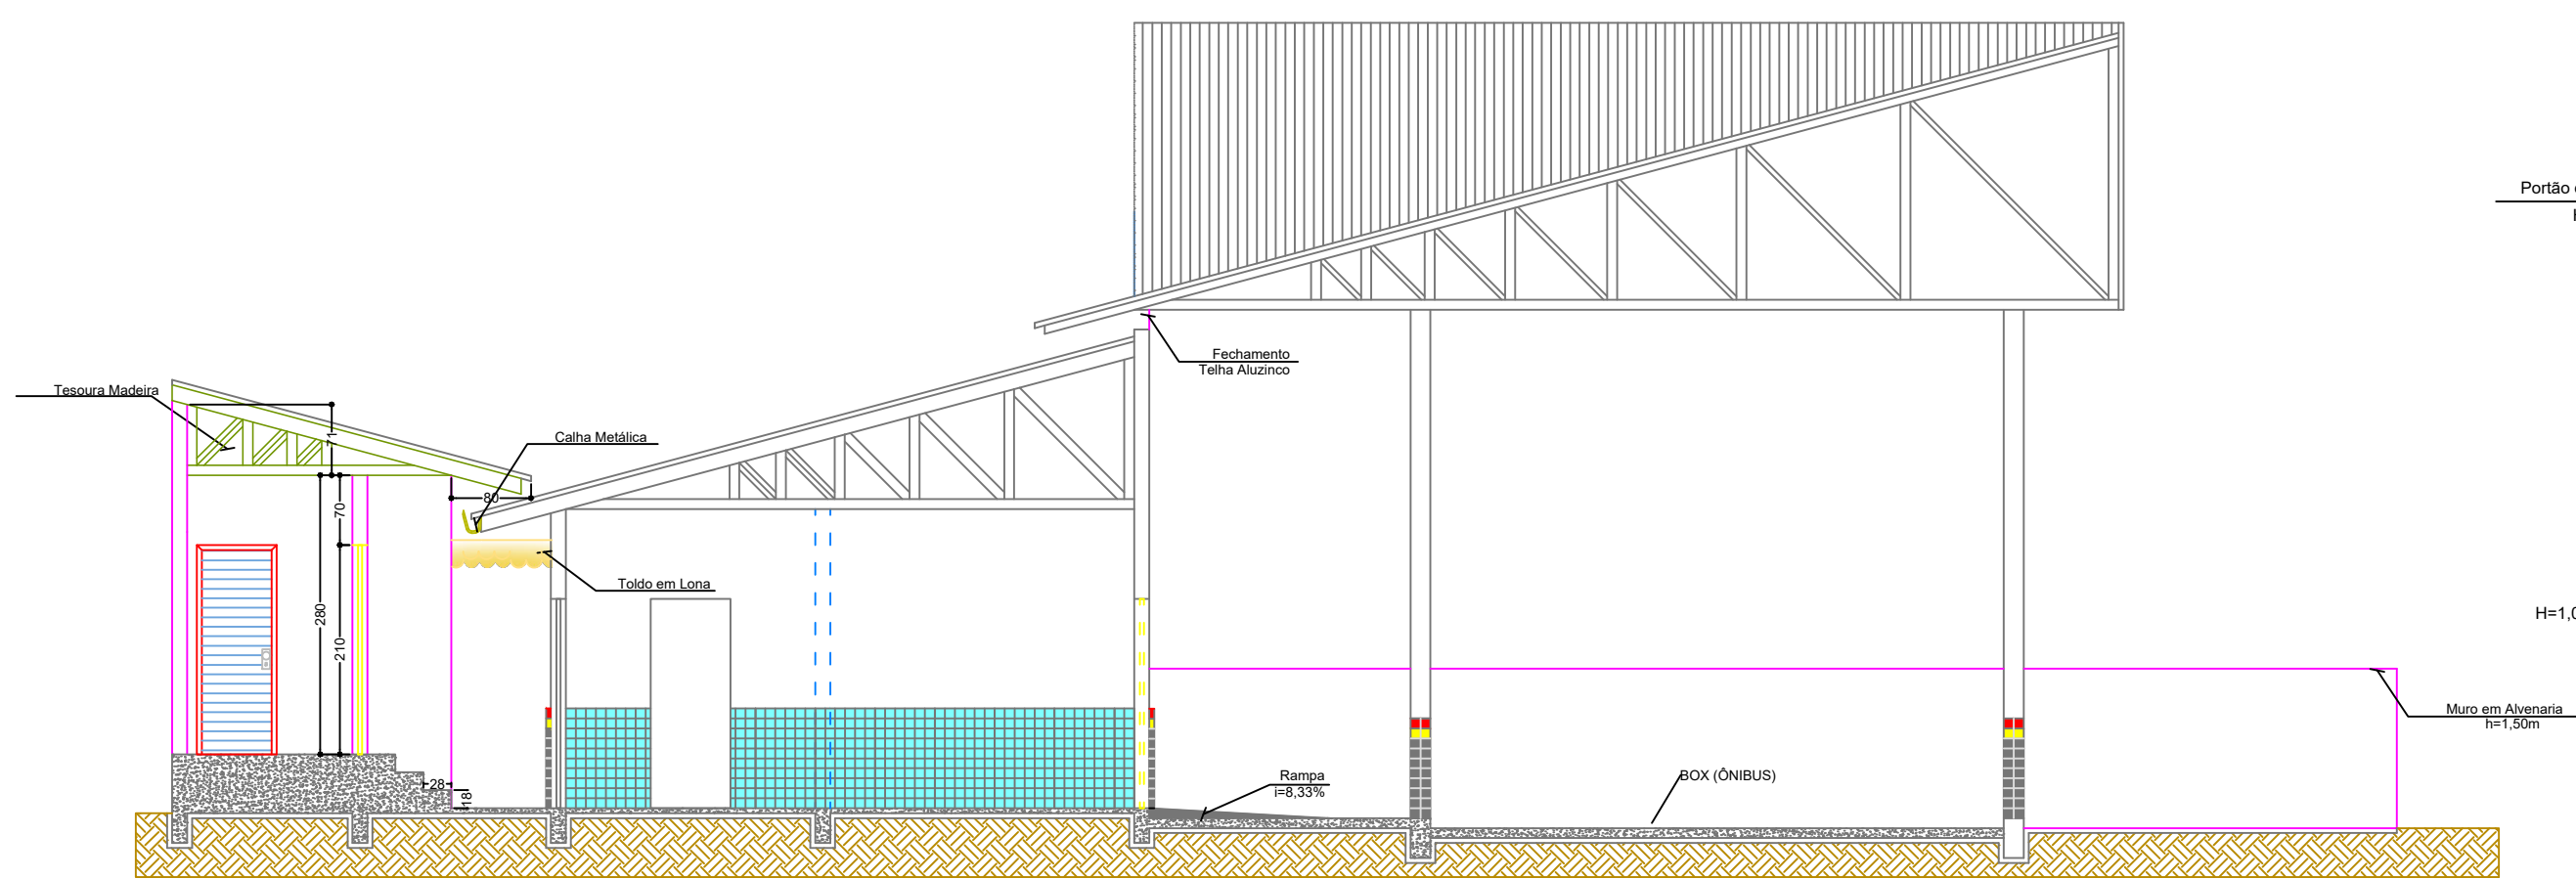 Portão
Fechamento
Telha Aluzinco
Tesoura Madeira
71
Calha Metálica
80
70
Toldo em Lona
280
210
H=1,0
Muro em Alvenaria
h=1,50m
28
18
Rampa
i=8,33%
BOX (ÔNIBUS)